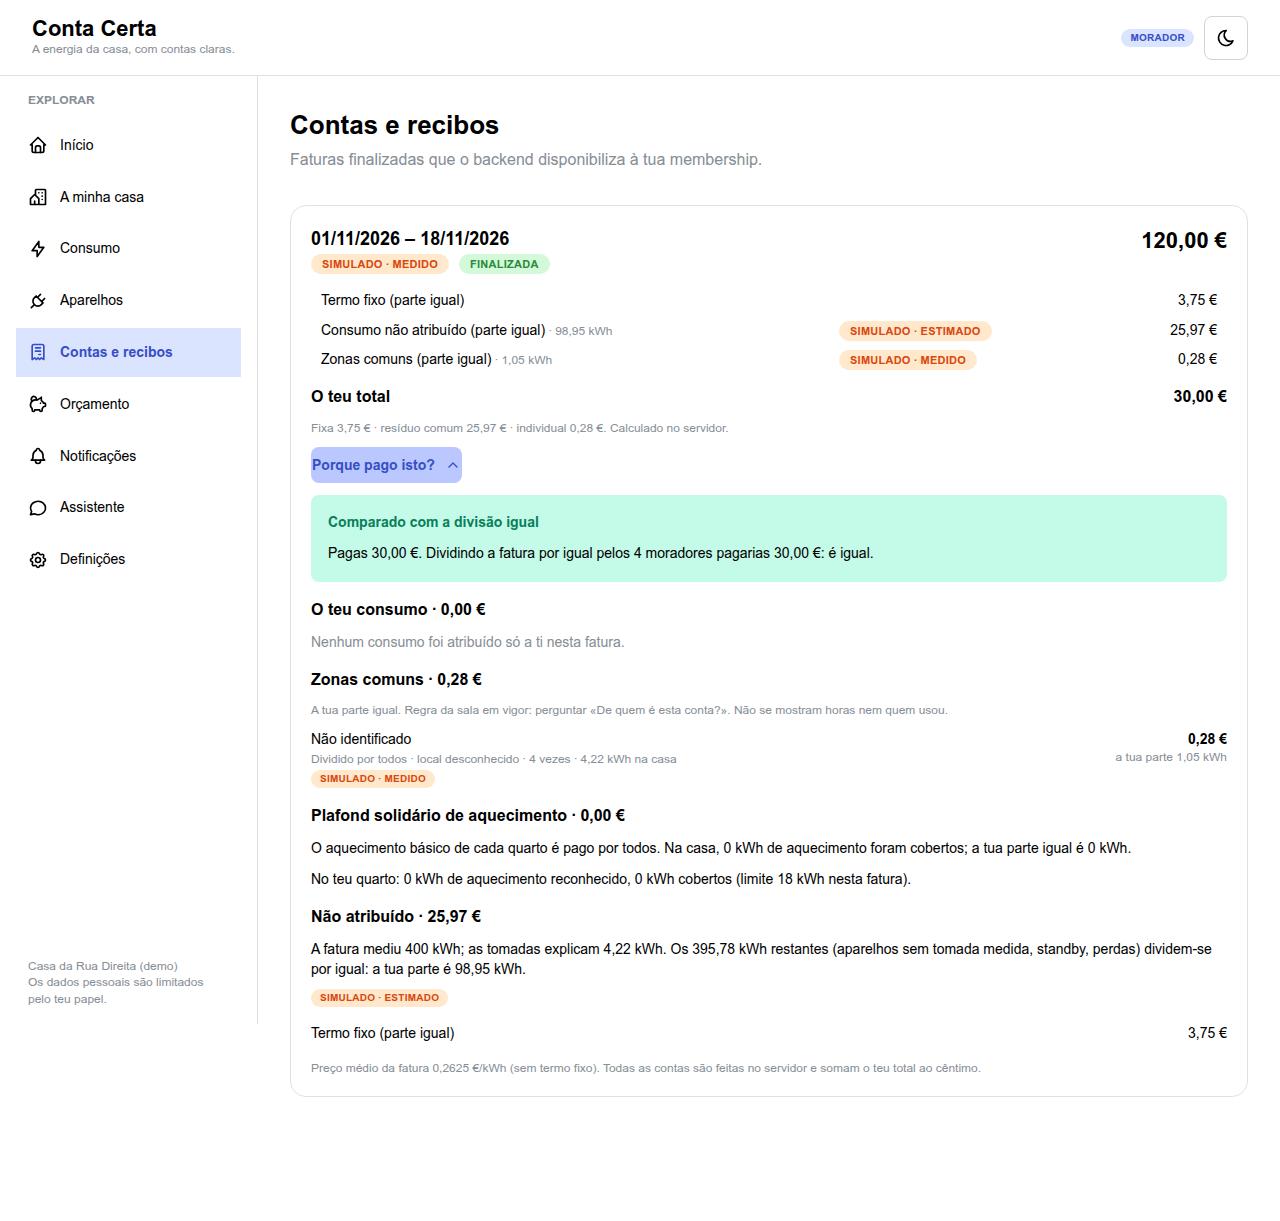 Conta Certa
A energia da casa, com contas claras.
MORADOR
EXPLORAR
Início
A minha casa
Consumo
Aparelhos
Contas e recibos
Orçamento
Notificações
Assistente
Definições
Casa da Rua Direita (demo)
Os dados pessoais são limitados
pelo teu papel.
Contas e recibos
Faturas finalizadas que o backend disponibiliza à tua membership.
01/11/2026 – 18/11/2026
120,00 €
SIMULADO · MEDIDO
FINALIZADA
Termo fixo (parte igual)
3,75 €
Consumo não atribuído (parte igual) · 98,95 kWh
SIMULADO · ESTIMADO
25,97 €
Zonas comuns (parte igual) · 1,05 kWh
SIMULADO · MEDIDO
0,28 €
O teu total
30,00 €
Fixa 3,75 € · resíduo comum 25,97 € · individual 0,28 €. Calculado no servidor.
Porque pago isto?
Comparado com a divisão igual
Pagas 30,00 €. Dividindo a fatura por igual pelos 4 moradores pagarias 30,00 €: é igual.
O teu consumo · 0,00 €
Nenhum consumo foi atribuído só a ti nesta fatura.
Zonas comuns · 0,28 €
A tua parte igual. Regra da sala em vigor: perguntar «De quem é esta conta?». Não se mostram horas nem quem usou.
Não identificado
0,28 €
Dividido por todos · local desconhecido · 4 vezes · 4,22 kWh na casa
a tua parte 1,05 kWh
SIMULADO · MEDIDO
Plafond solidário de aquecimento · 0,00 €
O aquecimento básico de cada quarto é pago por todos. Na casa, 0 kWh de aquecimento foram cobertos; a tua parte igual é 0 kWh.
No teu quarto: 0 kWh de aquecimento reconhecido, 0 kWh cobertos (limite 18 kWh nesta fatura).
Não atribuído · 25,97 €
A fatura mediu 400 kWh; as tomadas explicam 4,22 kWh. Os 395,78 kWh restantes (aparelhos sem tomada medida, standby, perdas) dividem-se
por igual: a tua parte é 98,95 kWh.
SIMULADO · ESTIMADO
Termo fixo (parte igual)
3,75 €
Preço médio da fatura 0,2625 €/kWh (sem termo fixo). Todas as contas são feitas no servidor e somam o teu total ao cêntimo.